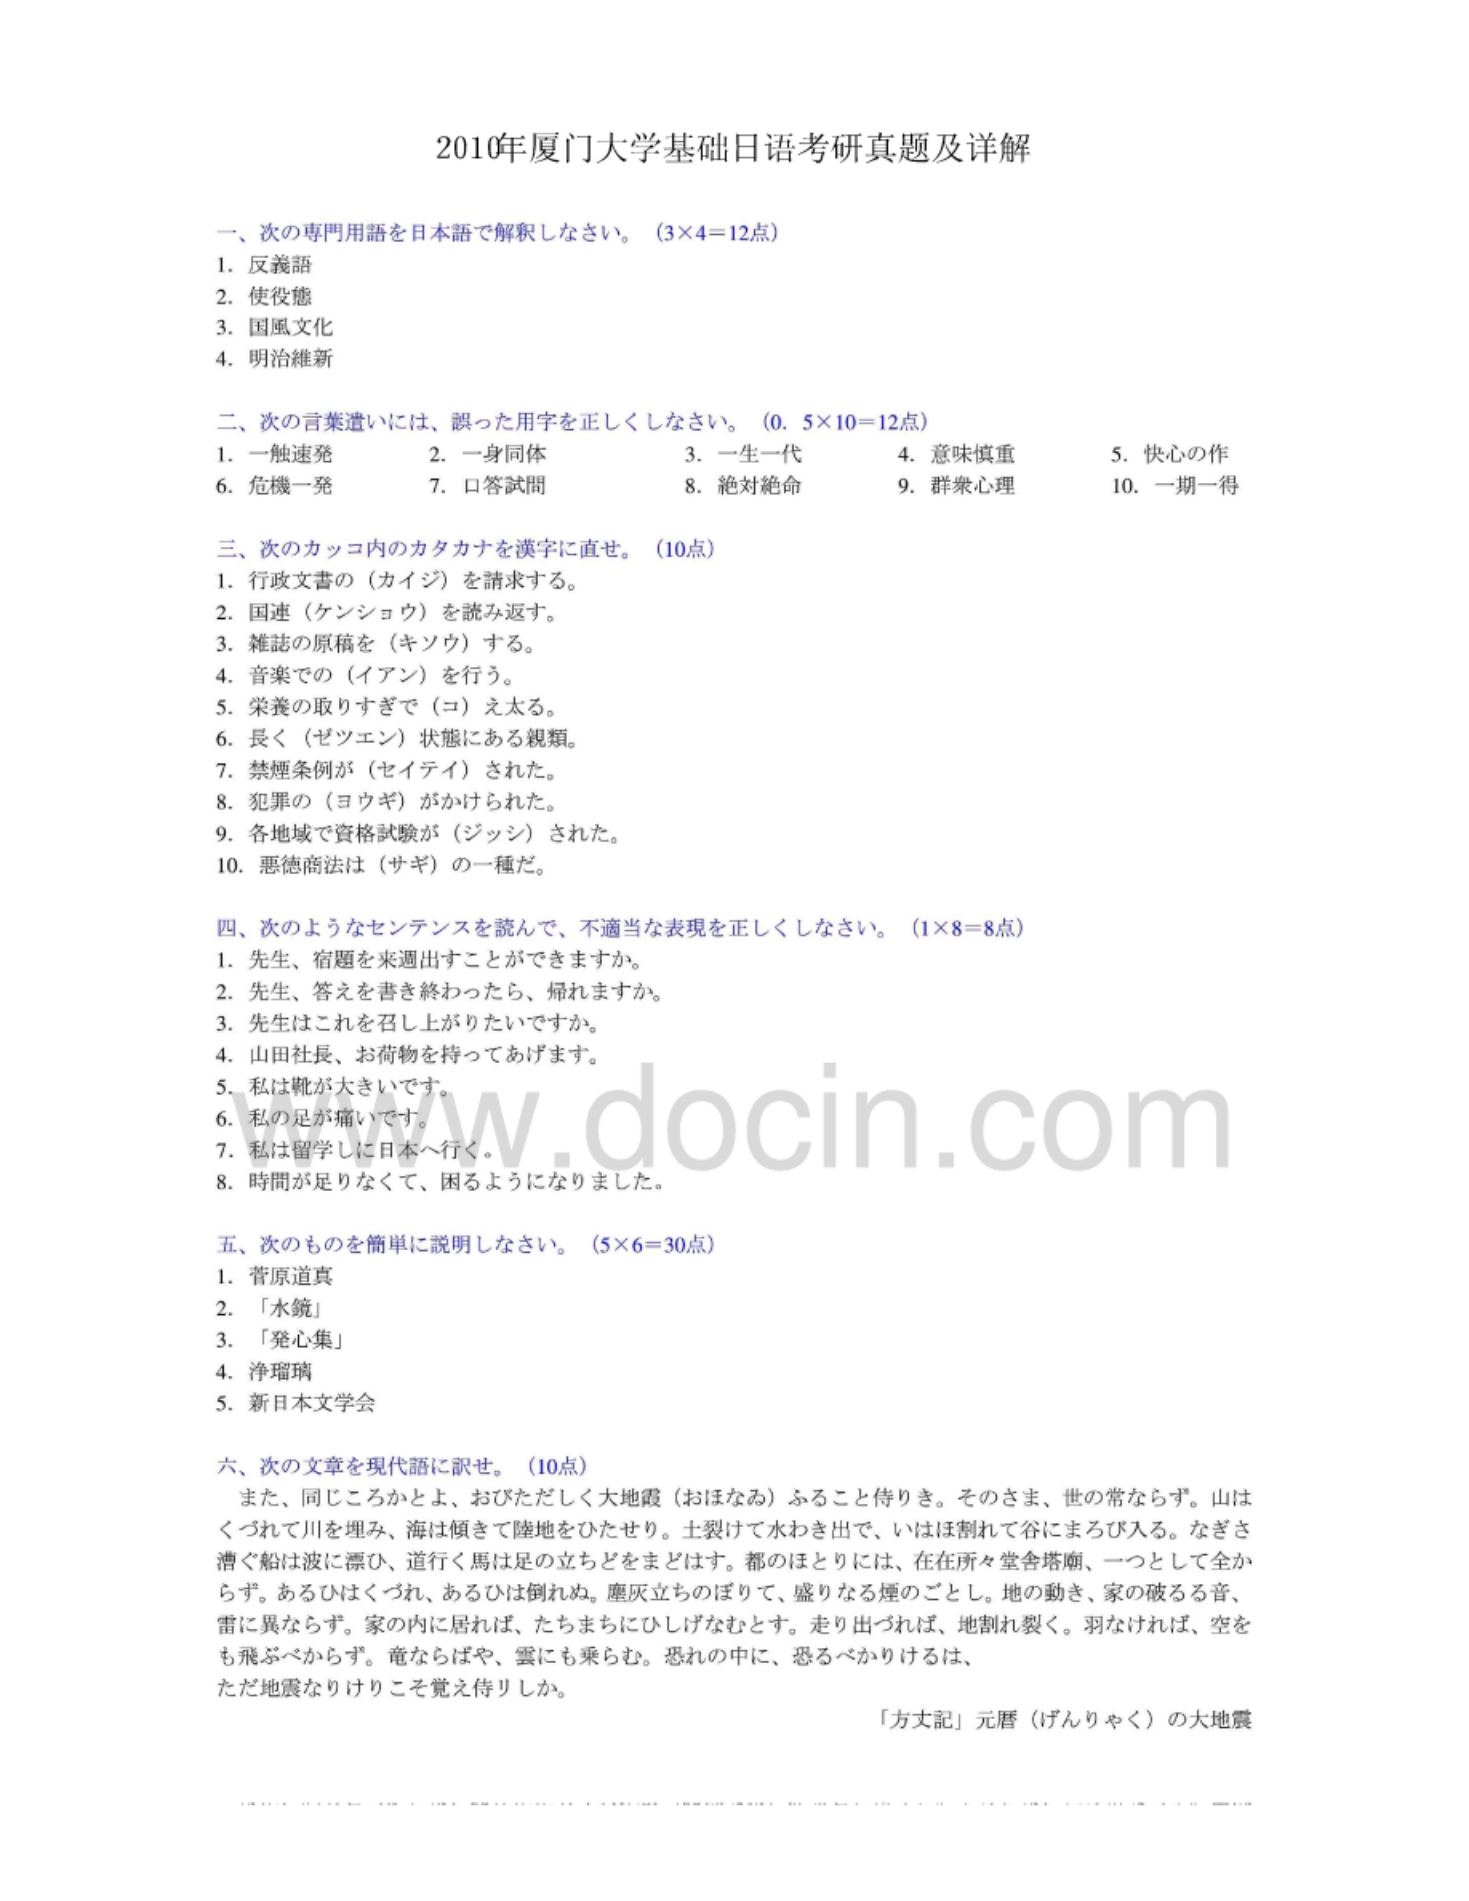 2010年厦门大学基础日语考研真题及详解
一、次の専門用語を日本語で解釈しなさい。（3×4＝12点）
1．反義語
2．使役態
3．国風文化
4．明治維新
二、次の言葉遣いには、誤った用字を正しくしなさい。（0．5×10＝12点）
1．一触速発 2．一身同体 3．一生一代 4．意味慎重 5．快心の作
6．危機一発 7．口答試問 8．絶対絶命 9．群衆心理 10．一期一得
三、次のカッコ内のカタカナを漢字に直せ。（10点）
1．行政文書の（カイジ）を請求する。
2．国連（ケンショウ）を読み返す。
3．雑誌の原稿を（キソウ）する。
4．音楽での（イアン）を行う。
5．栄養の取りすぎで（コ）え太る。
6．長く（ゼツエン）状態にある親類。
7．禁煙条例が（セイテイ）された。
8．犯罪の（ヨウギ）がかけられた。
9．各地域で資格試験が（ジッシ）された。
10．悪徳商法は（サギ）の一種だ。
四、次のようなセンテンスを読んで、不適当な表現を正しくしなさい。（1×8＝8点）
1．先生、宿題を来週出すことができますか。
2．先生、答えを書き終わったら、帰れますか。
3．先生はこれを召し上がりたいですか。
4．山田社長、お荷物を持ってあげます。
5．私は靴が大きいです。
6．私の足が痛いです。
7．私は留学しに日本へ行く。
8．時間が足りなくて、困るようになりました。
www.docin.com
五、次のものを簡単に説明しなさい。（5×6＝30点）
1．菅原道真
2．「水鏡」
3．「発心集」
4．浄瑠璃
5．新日本文学会
六、次の文章を現代語に訳せ。（10点）
また、同じころかとよ、おびただしく大地霞（おほなゐ）ふること侍りき。そのさま、世の常ならず。山は
くづれて川を埋み、海は傾きて陸地をひたせり。土裂けて水わき出で、いはほ割れて谷にまろび入る。なぎさ
漕ぐ船は波に漂ひ、道行く馬は足の立ちどをまどはす。都のほとりには、在在所々堂舎塔廟、一つとして全か
らず。あるひはくづれ、あるひは倒れぬ。塵灰立ちのぼりて、盛りなる煙のごとし。地の動き、家の破るる音、
雷に異ならず。家の内に居れば、たちまちにひしげなむとす。走り出づれば、地割れ裂く。羽なければ、空を
も飛ぶべからず。竜ならばや、雲にも乗らむ。恐れの中に、恐るべかりけるは、
ただ地震なりけりこそ覚え侍リしか。
「方丈記」元暦（げんりゃく）の大地震